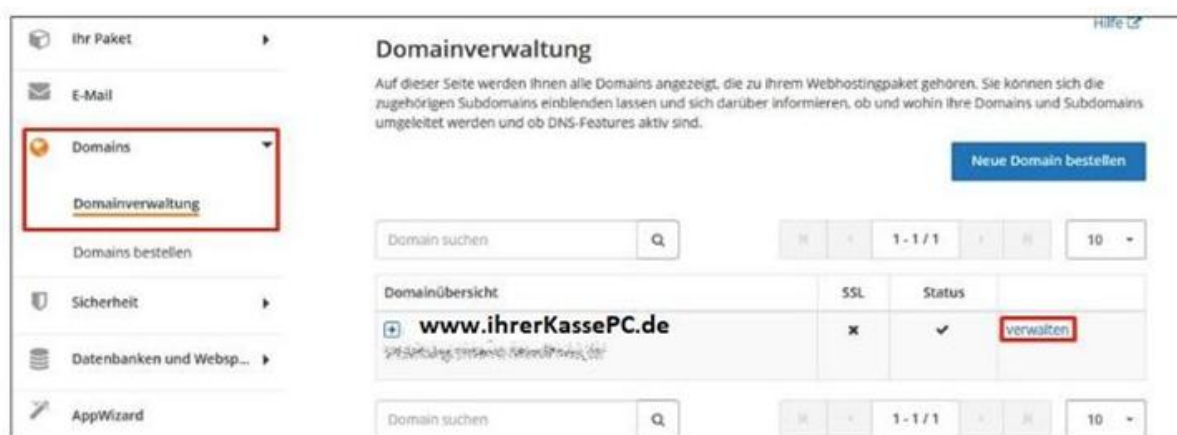 Hilfe
Ihr Paket
E-Mail
Domains
Domainverwaltung
Domains bestellen
Sicherheit
Datenbanken und Websp...
AppWizard
Domainverwaltung
Auf dieser Seite werden Ihnen alle Domains angezeigt, die zu Ihrem Webhostingpaket gehören. Sie können sich die
zugehörigen Subdomains einblenden lassen und sich darüber informieren, ob und wohin Ihre Domains und Subdomains
umgeleitet werden und ob DNS-Features aktiv sind.
Neue Domain bestellen
Domain suchen
1 - 1 / 1
10
Domainübersicht SSL Status
www.ihrerKassePC.de verwalten
Domain suchen
1 - 1 / 1
10